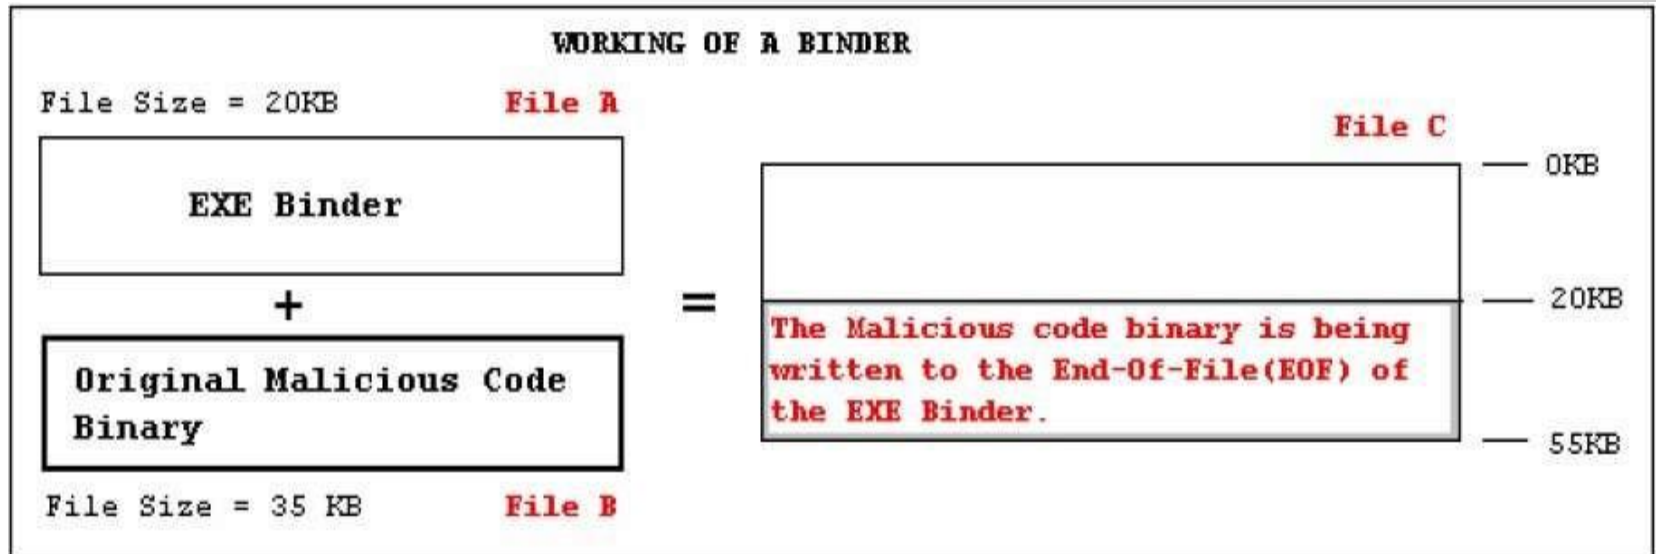 WORKING OF A BINDER
File Size = 20KB
File A
EXE Binder
+
Original Malicious Code
Binary
File Size = 35 KB
File B
=
File C
0KB
20KB
The Malicious code binary is being
written to the End-Of-File(EOF) of
the EXE Binder.
55KB